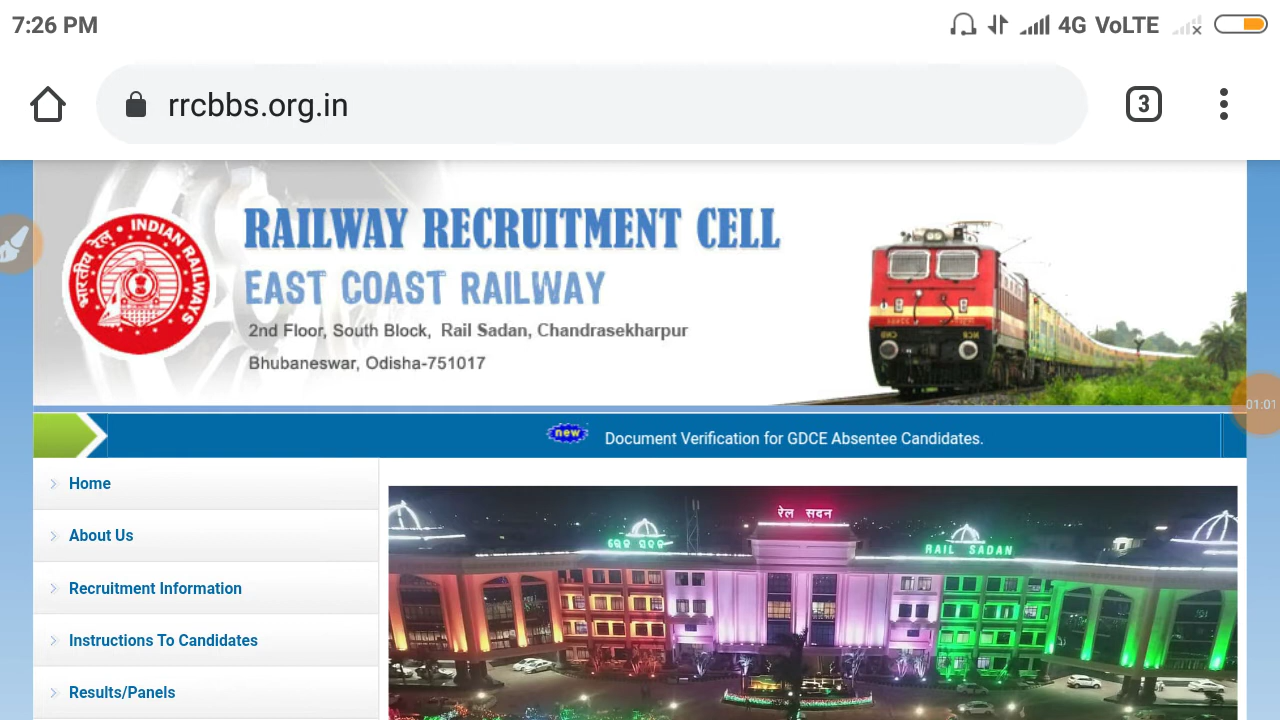 7:26 PM
4G VoLTE
rrcbbs.org.in
3
भारतीय रेल • INDIAN RAILWAYS
RAILWAY RECRUITMENT CELL
EAST COAST RAILWAY
2nd Floor, South Block, Rail Sadan, Chandrasekharpur
Bhubaneswar, Odisha-751017
01:01
new Document Verification for GDCE Absentee Candidates.
Home
About Us
Recruitment Information
Instructions To Candidates
Results/Panels
रेल सदन
ରେଳ ସଦନ
RAIL SADAN